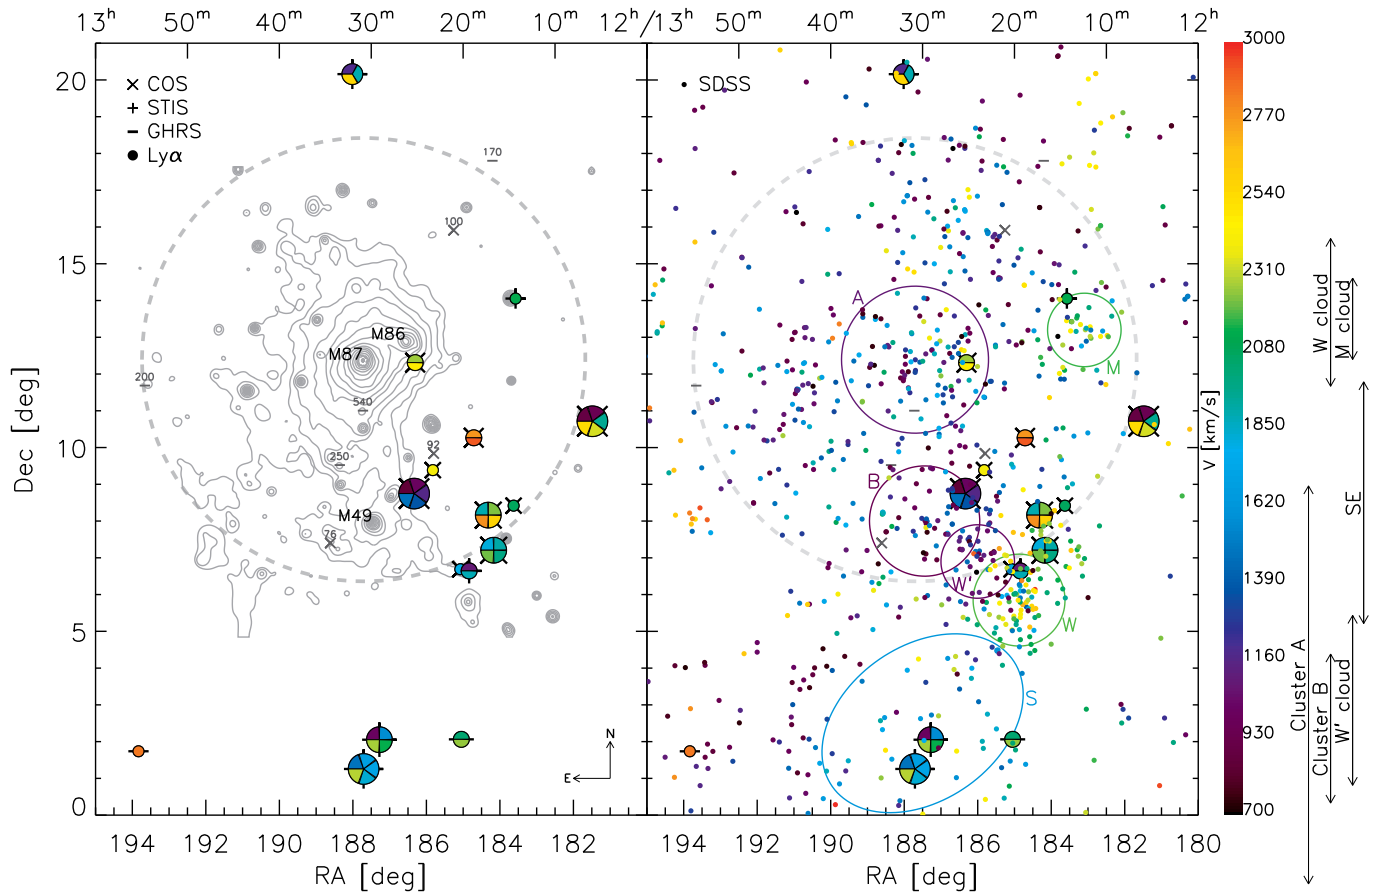 13ʰ 50ᵐ 40ᵐ 30ᵐ 20ᵐ 10ᵐ 12ʰ/13ʰ 50ᵐ 40ᵐ 30ᵐ 20ᵐ 10ᵐ 12ʰ
× COS
+ STIS
− GHRS
● Lyα
• SDSS
20
15
10
5
0
Dec [deg]
170
100
M86
M87
200
540
92
250
M49
76
N
E
194 192 190 188 186 184 182
RA [deg]
A
M
B
W'
W
S
194 192 190 188 186 184 182 180
RA [deg]
3000
2770
2540
2310
2080
1850
1620
1390
1160
930
700
v [km/s]
W cloud
M cloud
SE
Cluster A
Cluster B
W' cloud